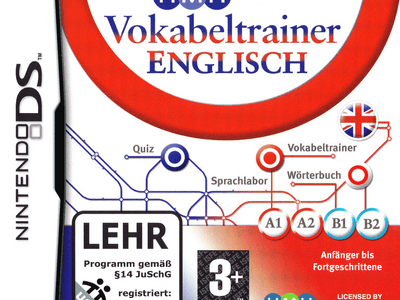 Vokabeltrainer
ENGLISCH
NINTENDO DS
Quiz
Vokabeltrainer
Sprachlabor
Wörterbuch
A1 A2 B1 B2
Anfänger bis
Fortgeschrittene
LEHR
Programm gemäß
§14 JuSchG
registriert:
3+
LICENSED BY